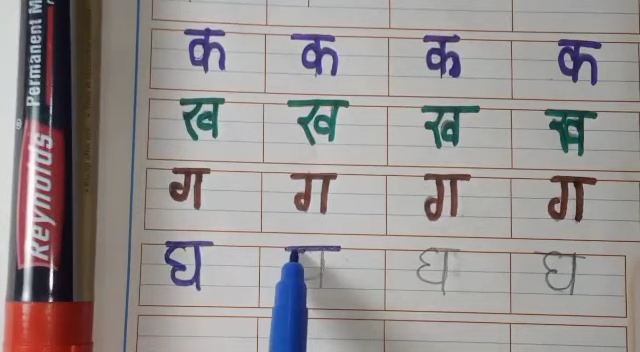 Reynolds® Permanent M
क क क क
ख ख ख ख
ग ग ग ग
घ घ घ घ